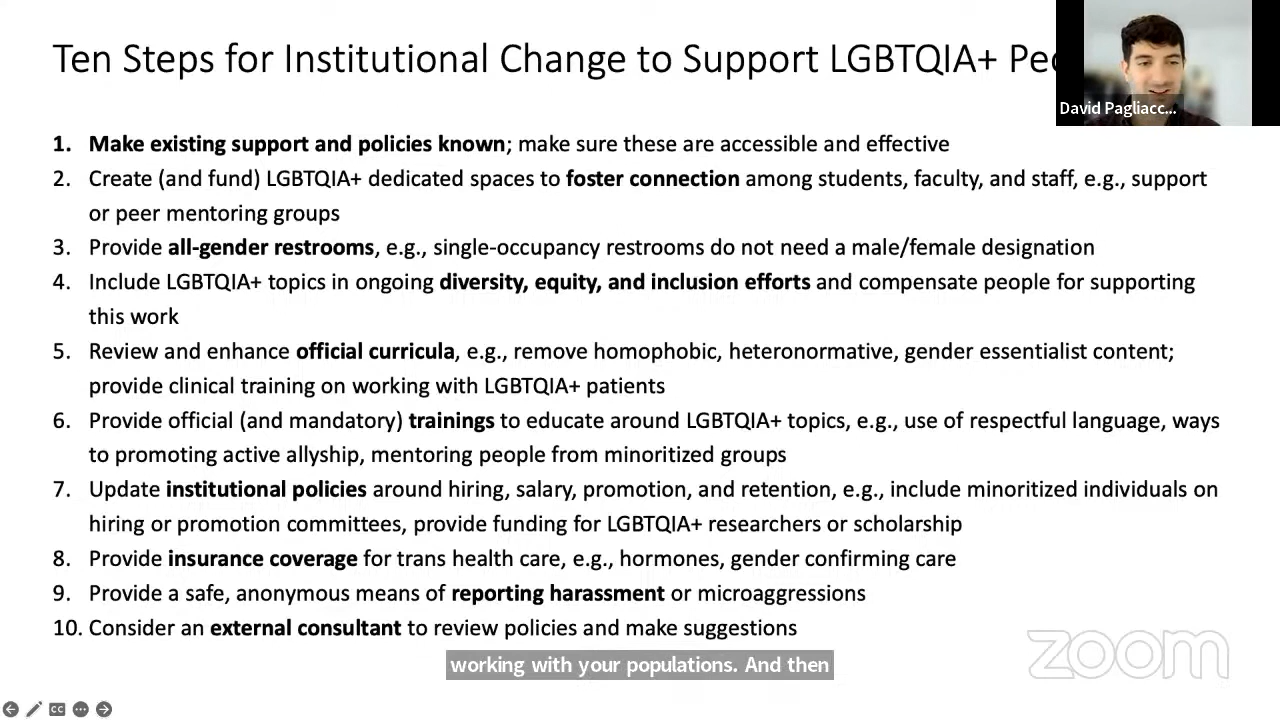 Ten Steps for Institutional Change to Support LGBTQIA+
David Pagliacc...
1. Make existing support and policies known; make sure these are accessible and effective
2. Create (and fund) LGBTQIA+ dedicated spaces to foster connection among students, faculty, and staff, e.g., support
or peer mentoring groups
3. Provide all-gender restrooms, e.g., single-occupancy restrooms do not need a male/female designation
4. Include LGBTQIA+ topics in ongoing diversity, equity, and inclusion efforts and compensate people for supporting
this work
5. Review and enhance official curricula, e.g., remove homophobic, heteronormative, gender essentialist content;
provide clinical training on working with LGBTQIA+ patients
6. Provide official (and mandatory) trainings to educate around LGBTQIA+ topics, e.g., use of respectful language, ways
to promoting active allyship, mentoring people from minoritized groups
7. Update institutional policies around hiring, salary, promotion, and retention, e.g., include minoritized individuals on
hiring or promotion committees, provide funding for LGBTQIA+ researchers or scholarship
8. Provide insurance coverage for trans health care, e.g., hormones, gender confirming care
9. Provide a safe, anonymous means of reporting harassment or microaggressions
10. Consider an external consultant to review policies and make suggestions
zoom
working with your populations. And then
CC